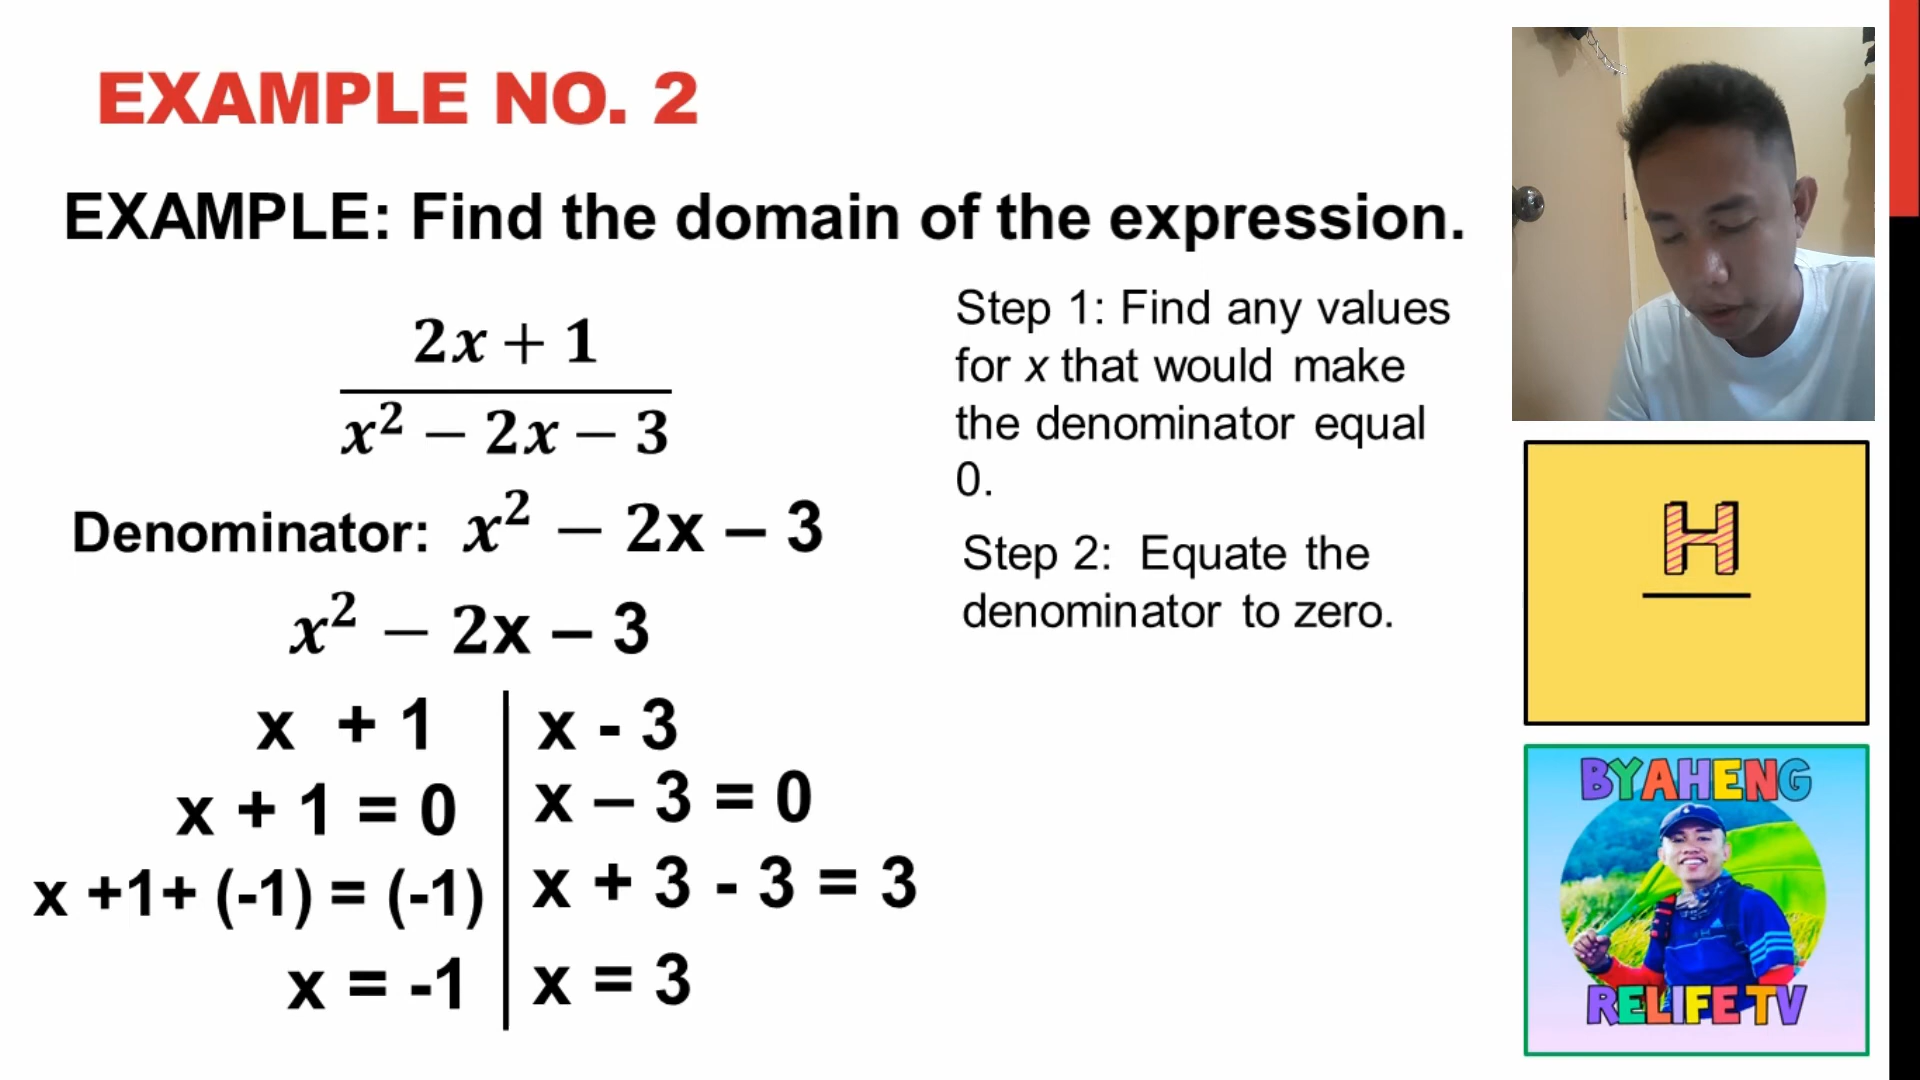 EXAMPLE NO. 2
EXAMPLE: Find the domain of the expression.
2x + 1
x² − 2x − 3
Denominator: x² − 2x – 3
x² − 2x – 3
x + 1
x + 1 = 0
x +1+ (-1) = (-1)
x = -1
x - 3
x – 3 = 0
x + 3 - 3 = 3
x = 3
Step 1: Find any values
for x that would make
the denominator equal
0.
Step 2: Equate the
denominator to zero.
H
BYAHENG
RELIFE TV